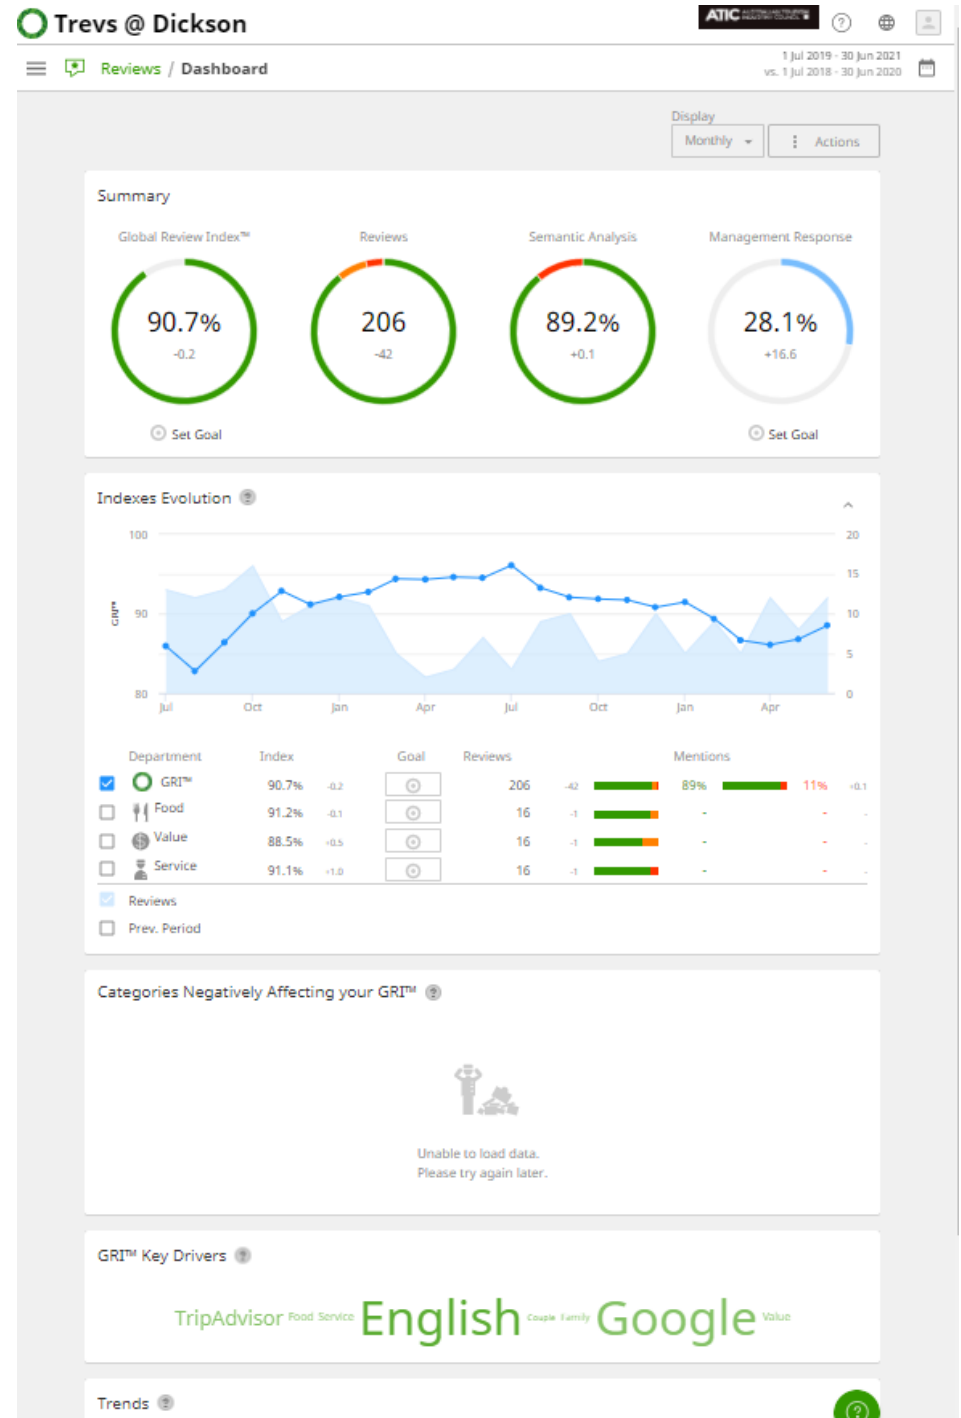 Trevs @ Dickson
ATIC
Reviews / Dashboard
1 Jul 2019 - 30 Jun 2021
vs. 1 Jul 2018 - 30 Jun 2020
Display
Monthly
Actions
Summary
Global Review Index™ Reviews Semantic Analysis Management Response
90.7% 206 89.2% 28.1%
-0.2 -42 +0.1 +16.6
Set Goal Set Goal
Indexes Evolution ?
100 20
15
GRI™ 90 10
5
80 0
Jul Oct Jan Apr Jul Oct Jan Apr
Department Index Goal Reviews Mentions
GRI™ 90.7% -0.2 206 -42 89% 11% +0.1
Food 91.2% -0.1 16 -1 - - -
Value 88.5% +0.5 16 -1 - - -
Service 91.1% +1.0 16 -1 - - -
Reviews
Prev. Period
Categories Negatively Affecting your GRI™ ?
Unable to load data.
Please try again later.
GRI™ Key Drivers ?
TripAdvisor Food Service English Couple Family Google Value
Trends ?